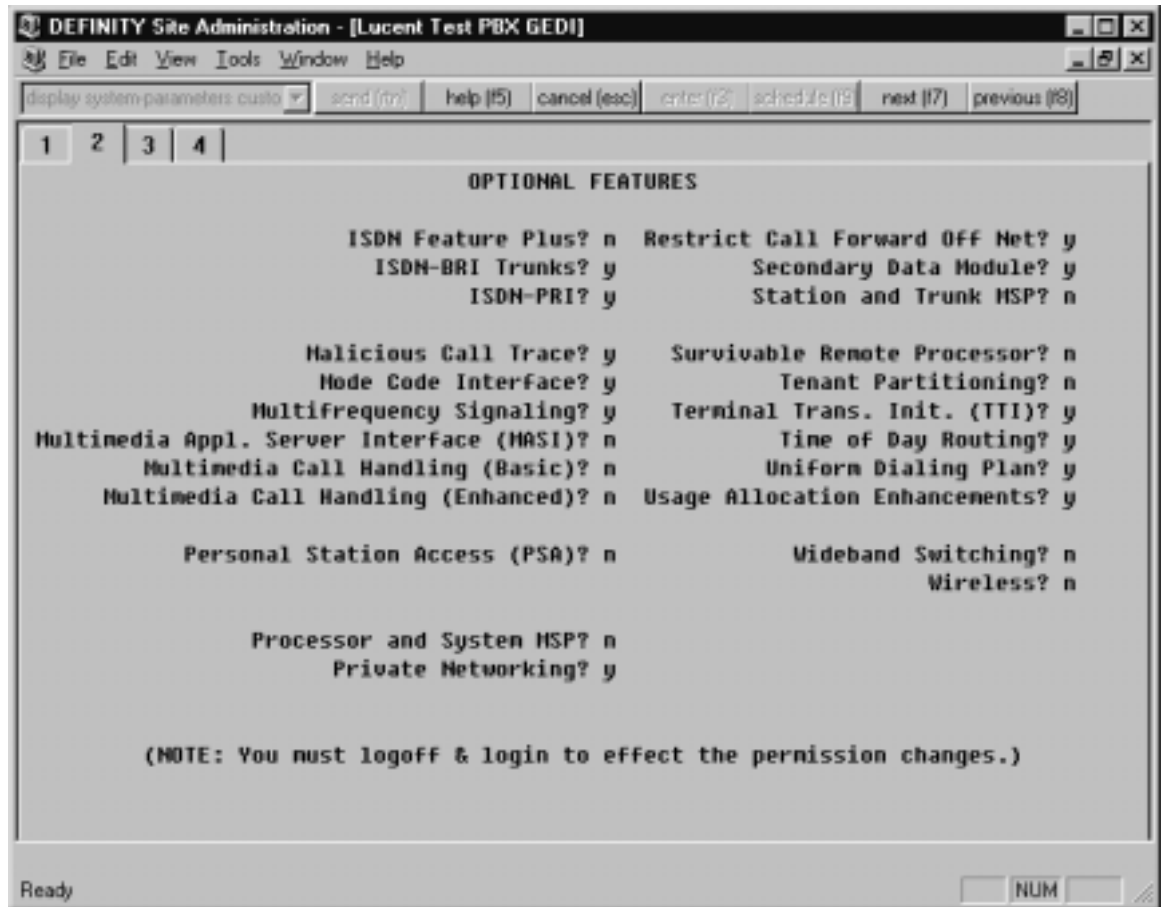 DEFINITY Site Administration - [Lucent Test PBX GEDI]
File Edit View Tools Window Help
display system-parameters custo send (rtn) help (f5) cancel (esc) enter (f3) schedule (f9) next (f7) previous (f8)
1 2 3 4
OPTIONAL FEATURES
ISDN Feature Plus? n Restrict Call Forward Off Net? y
ISDN-BRI Trunks? y Secondary Data Module? y
ISDN-PRI? y Station and Trunk MSP? n
Malicious Call Trace? y Survivable Remote Processor? n
Mode Code Interface? y Tenant Partitioning? n
Multifrequency Signaling? y Terminal Trans. Init. (TTI)? y
Multimedia Appl. Server Interface (MASI)? n Time of Day Routing? y
Multimedia Call Handling (Basic)? n Uniform Dialing Plan? y
Multimedia Call Handling (Enhanced)? n Usage Allocation Enhancements? y
Personal Station Access (PSA)? n Wideband Switching? n
Wireless? n
Processor and System MSP? n
Private Networking? y
(NOTE: You must logoff & login to effect the permission changes.)
Ready NUM